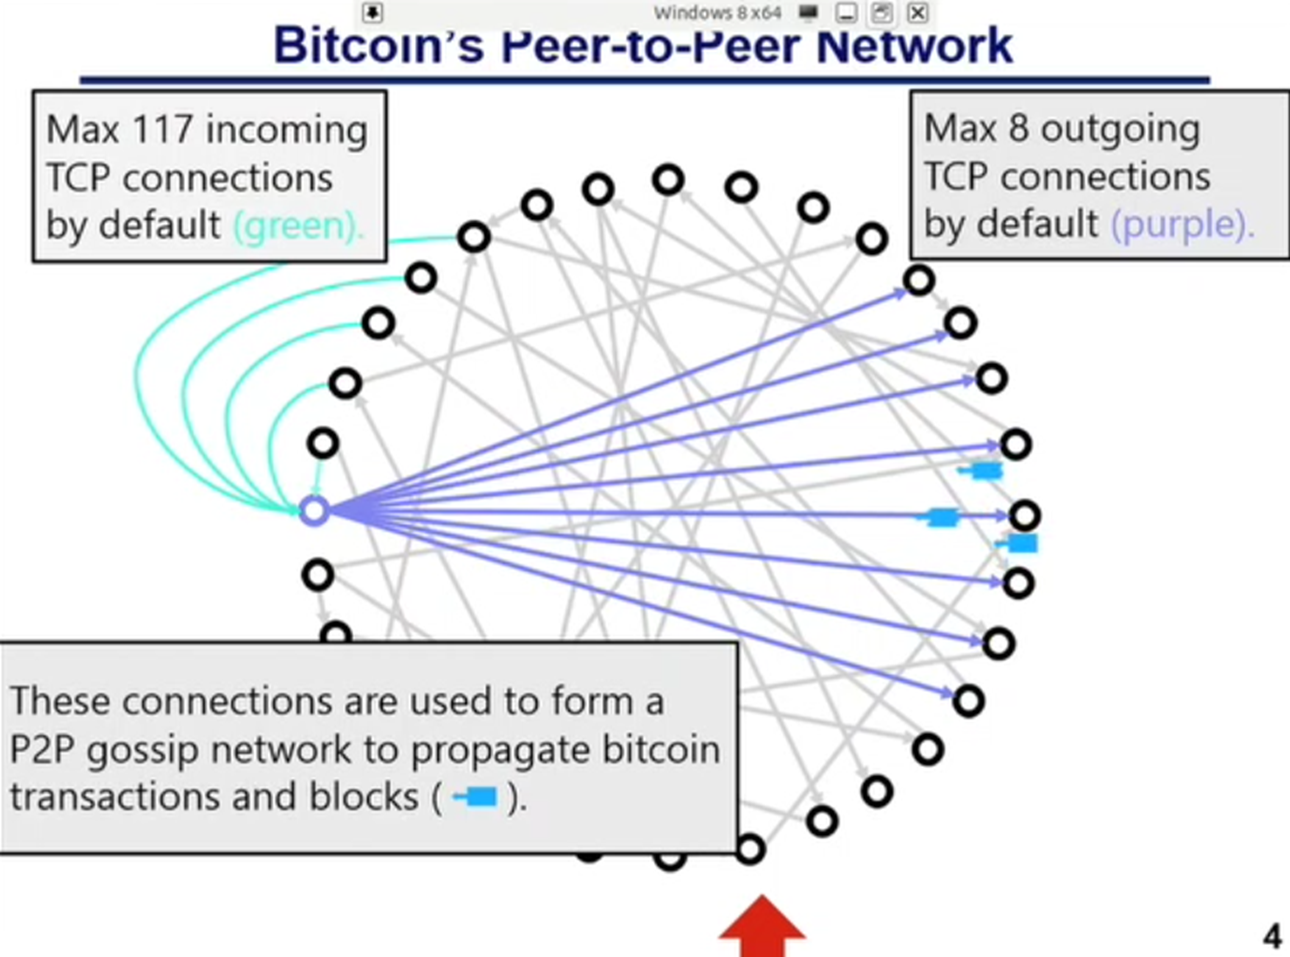 Windows 8 x64
Bitcoin's Peer-to-Peer Network
Max 117 incoming
TCP connections
by default (green).
Max 8 outgoing
TCP connections
by default (purple).
These connections are used to form a
P2P gossip network to propagate bitcoin
transactions and blocks ( ).
4